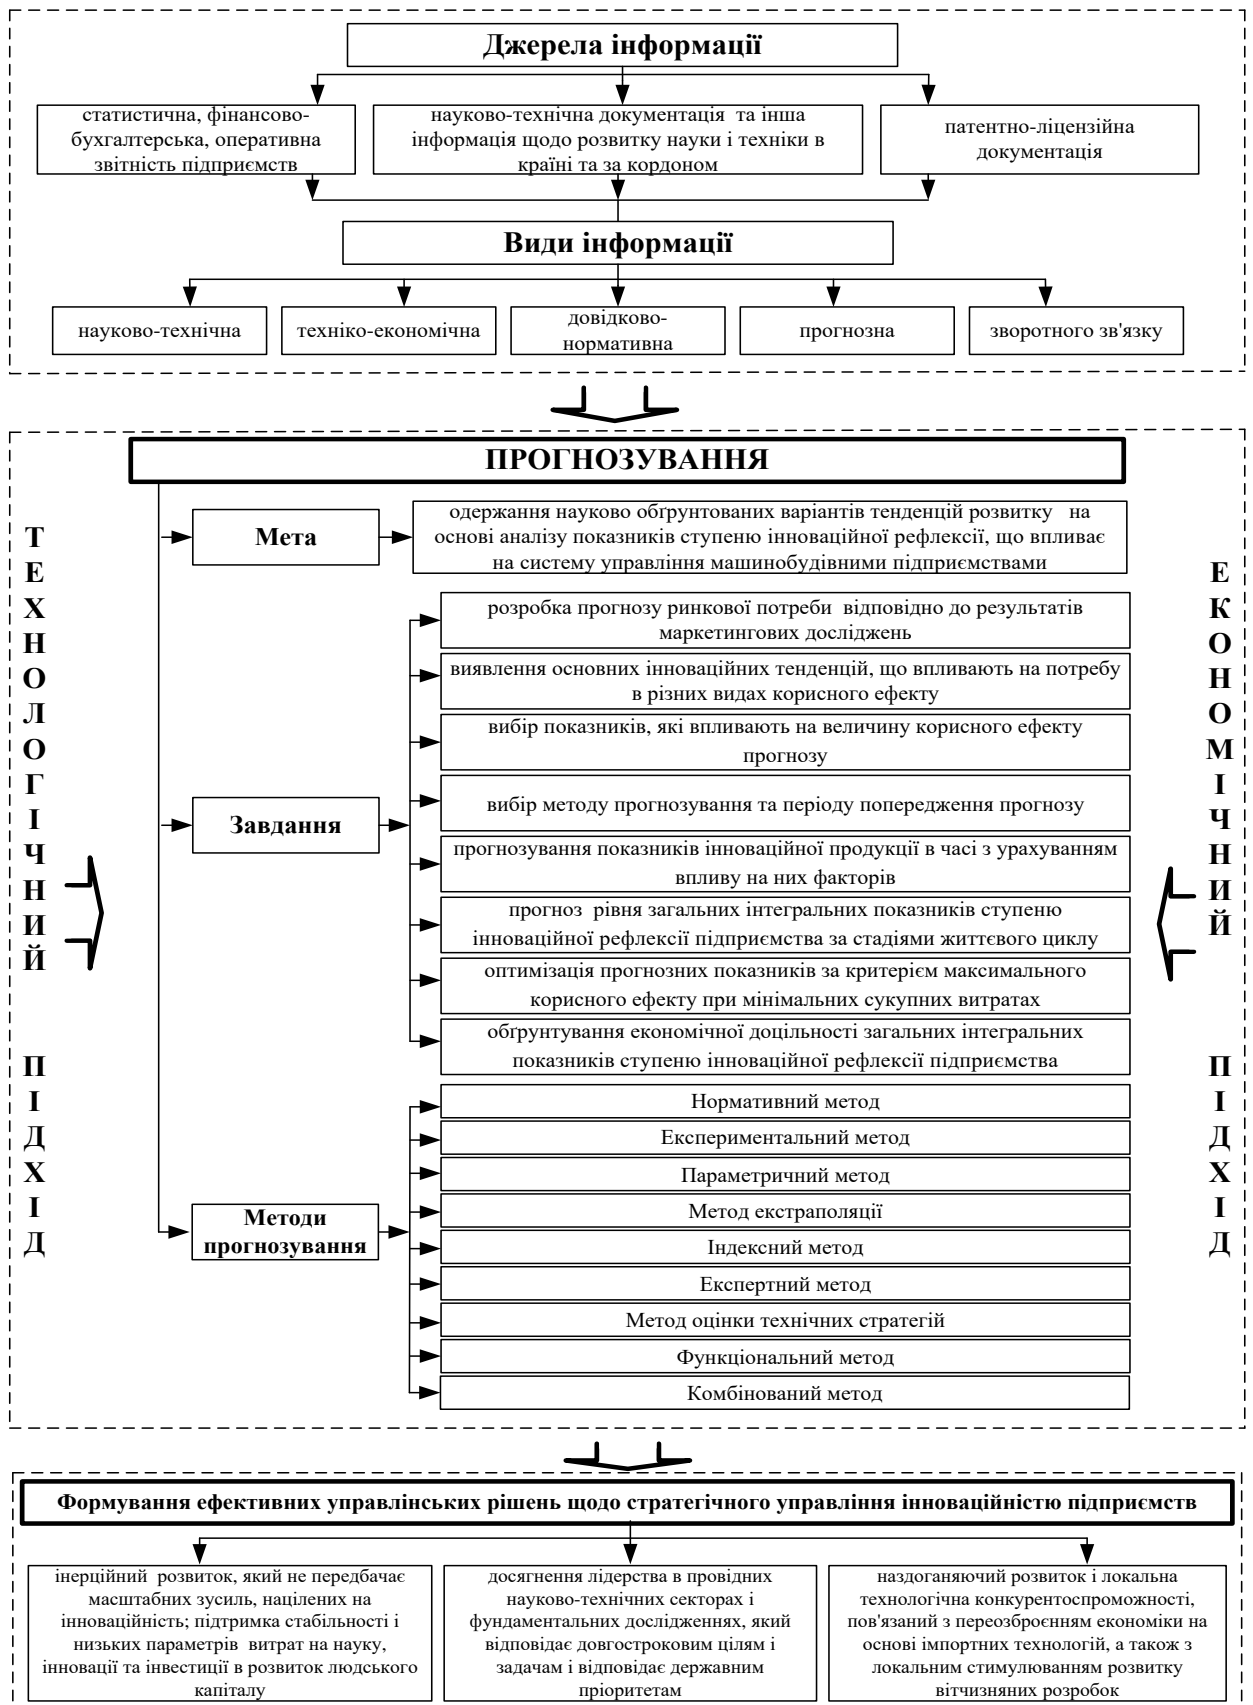 Джерела інформації
статистична, фінансово-
бухгалтерська, оперативна
звітність підприємств
науково-технічна документація та інша
інформація щодо розвитку науки і техніки в
країні та за кордоном
патентно-ліцензійна
документація
Види інформації
науково-технічна
техніко-економічна
довідково-
нормативна
прогнозна
зворотного зв'язку
ПРОГНОЗУВАННЯ
ТЕХНОЛОГІЧНИЙ ПІДХІД
Мета
одержання науково обґрунтованих варіантів тенденцій розвитку на
основі аналізу показників ступеню інноваційної рефлексії, що впливає
на систему управління машинобудівними підприємствами
Завдання
розробка прогнозу ринкової потреби відповідно до результатів
маркетингових досліджень
виявлення основних інноваційних тенденцій, що впливають на потребу
в різних видах корисного ефекту
вибір показників, які впливають на величину корисного ефекту
прогнозу
вибір методу прогнозування та періоду попередження прогнозу
прогнозування показників інноваційної продукції в часі з урахуванням
впливу на них факторів
прогноз рівня загальних інтегральних показників ступеню
інноваційної рефлексії підприємства за стадіями життєвого циклу
оптимізація прогнозних показників за критерієм максимального
корисного ефекту при мінімальних сукупних витратах
обґрунтування економічної доцільності загальних інтегральних
показників ступеню інноваційної рефлексії підприємства
Методи
прогнозування
Нормативний метод
Експериментальний метод
Параметричний метод
Метод екстраполяції
Індексний метод
Експертний метод
Метод оцінки технічних стратегій
Функціональний метод
Комбінований метод
ЕКОНОМІЧНИЙ ПІДХІД
Формування ефективних управлінських рішень щодо стратегічного управління інноваційністю підприємств
інерційний розвиток, який не передбачає
масштабних зусиль, націлених на
інноваційність; підтримка стабільності і
низьких параметрів витрат на науку,
інновації та інвестиції в розвиток людського
капіталу
досягнення лідерства в провідних
науково-технічних секторах і
фундаментальних дослідженнях, який
відповідає довгостроковим цілям і
задачам і відповідає державним
пріоритетам
наздоганяючий розвиток і локальна
технологічна конкурентоспроможності,
пов'язаний з переозброєнням економіки на
основі імпортних технологій, а також з
локальним стимулюванням розвитку
вітчизняних розробок